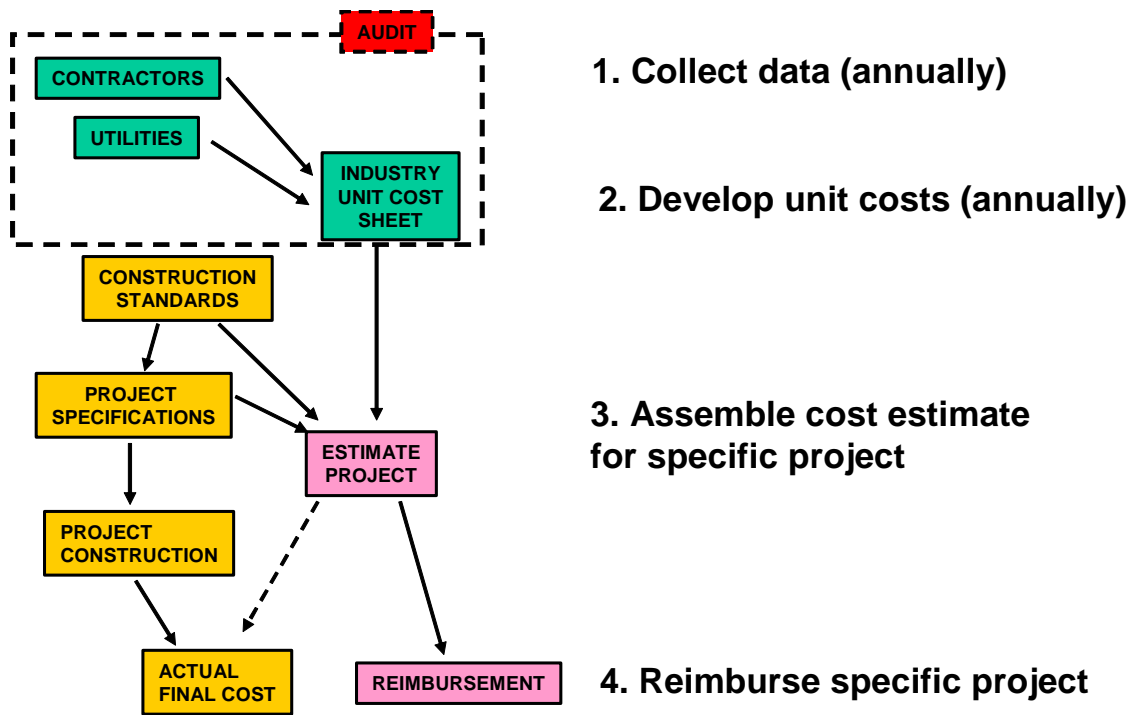 AUDIT
CONTRACTORS
1. Collect data (annually)
UTILITIES
INDUSTRY
UNIT COST
SHEET
2. Develop unit costs (annually)
CONSTRUCTION
STANDARDS
PROJECT
SPECIFICATIONS
3. Assemble cost estimate
for specific project
ESTIMATE
PROJECT
PROJECT
CONSTRUCTION
ACTUAL
FINAL COST
REIMBURSEMENT
4. Reimburse specific project